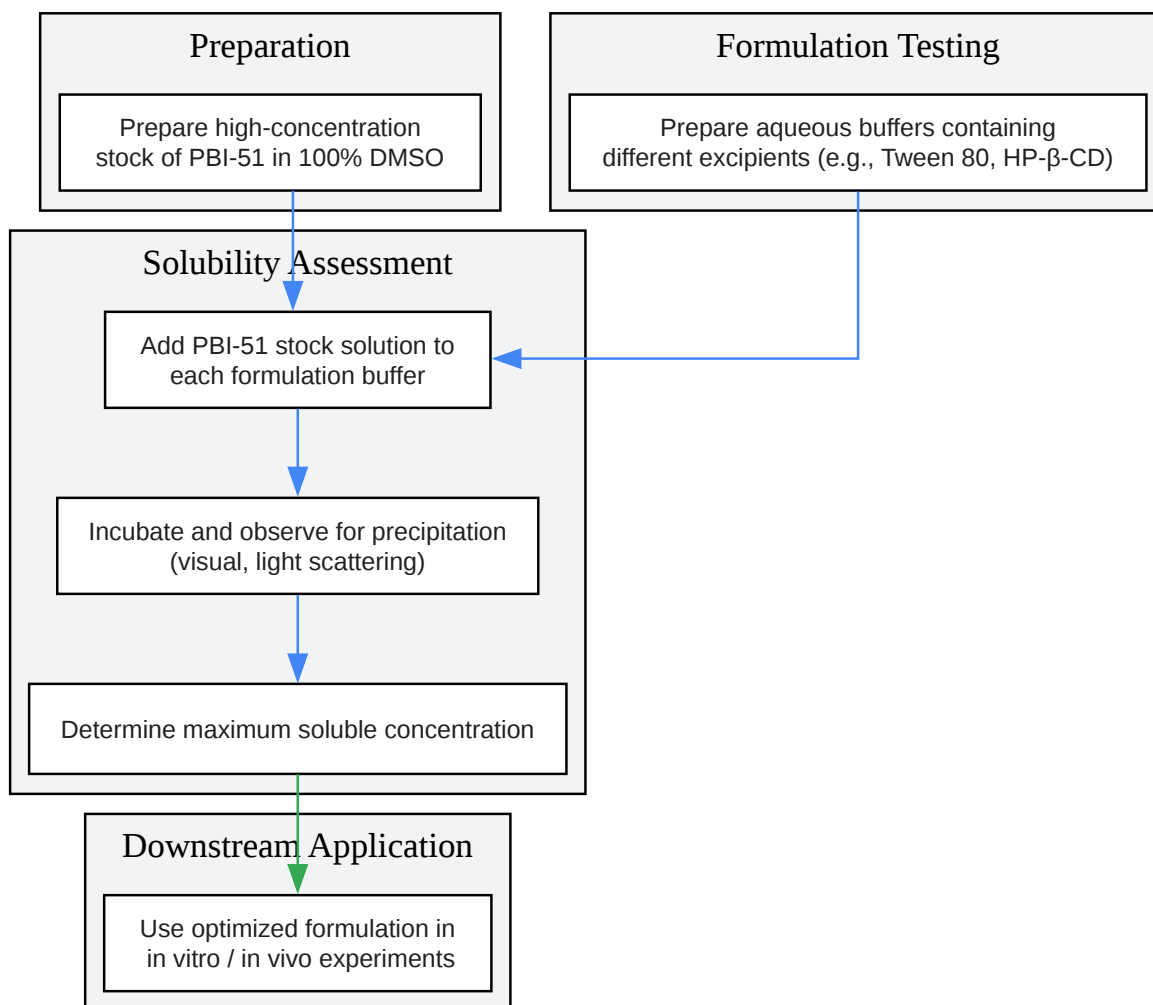 Preparation
Prepare high-concentration
stock of PBI-51 in 100% DMSO
Formulation Testing
Prepare aqueous buffers containing
different excipients (e.g., Tween 80, HP-β-CD)
Solubility Assessment
Add PBI-51 stock solution to
each formulation buffer
Incubate and observe for precipitation
(visual, light scattering)
Determine maximum soluble concentration
Downstream Application
Use optimized formulation in
in vitro / in vivo experiments